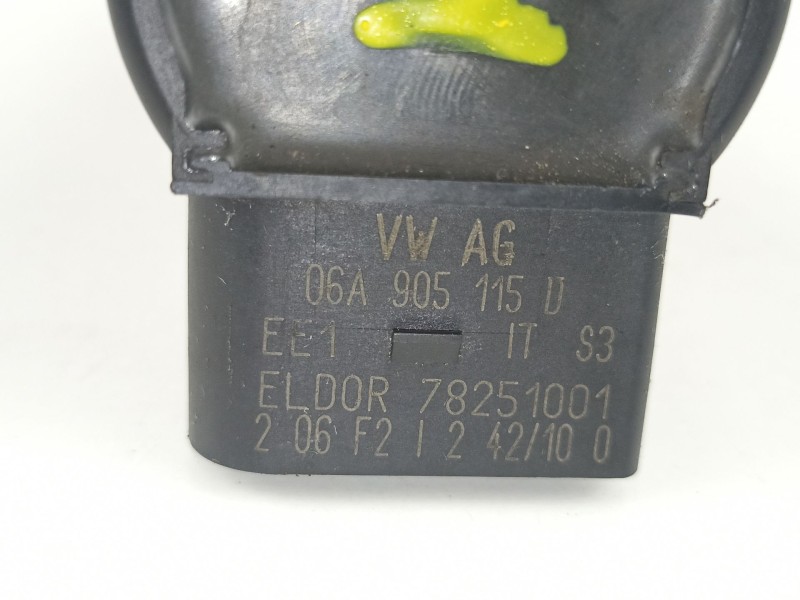 VW AG
06A 905 115 D
EE1 IT S3
ELDOR 78251001
2 06 F2 I 2 42/10 0